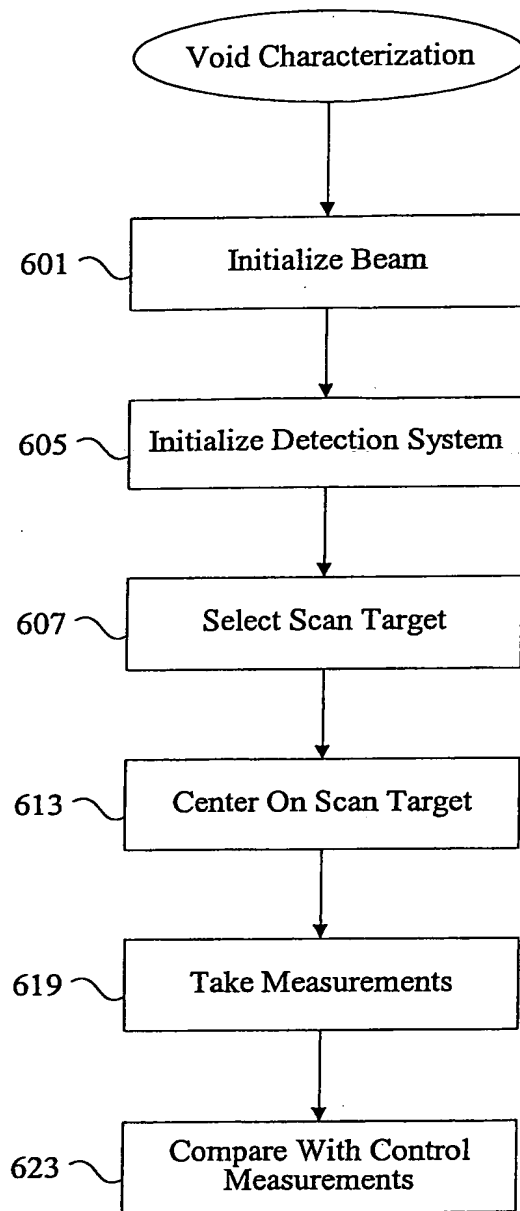 Void Characterization
601
Initialize Beam
605
Initialize Detection System
607
Select Scan Target
613
Center On Scan Target
619
Take Measurements
623
Compare With Control
Measurements